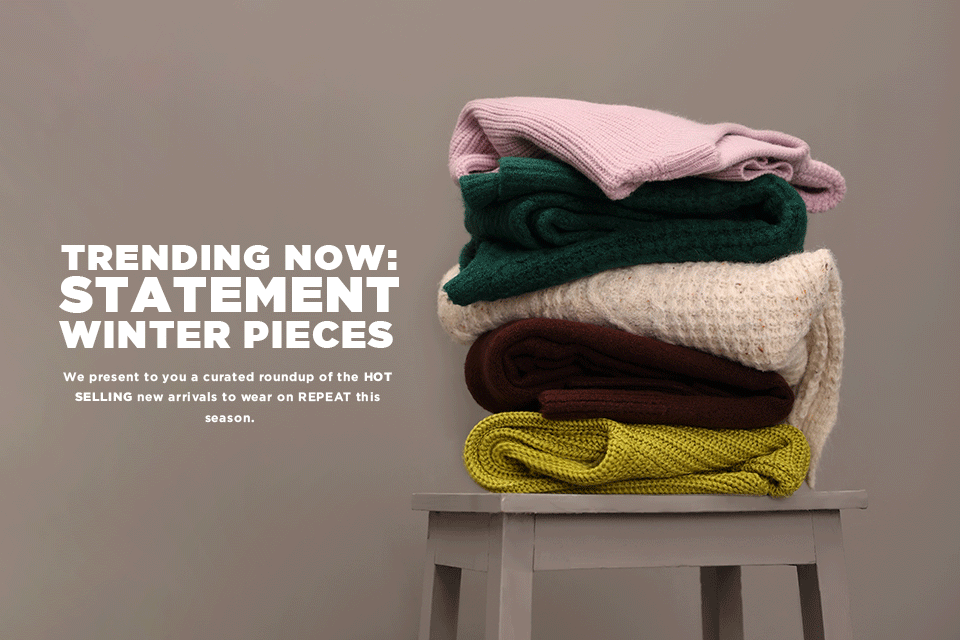 TRENDING NOW:
STATEMENT
WINTER PIECES
We present to you a curated roundup of the HOT
SELLING new arrivals to wear on REPEAT this
season.